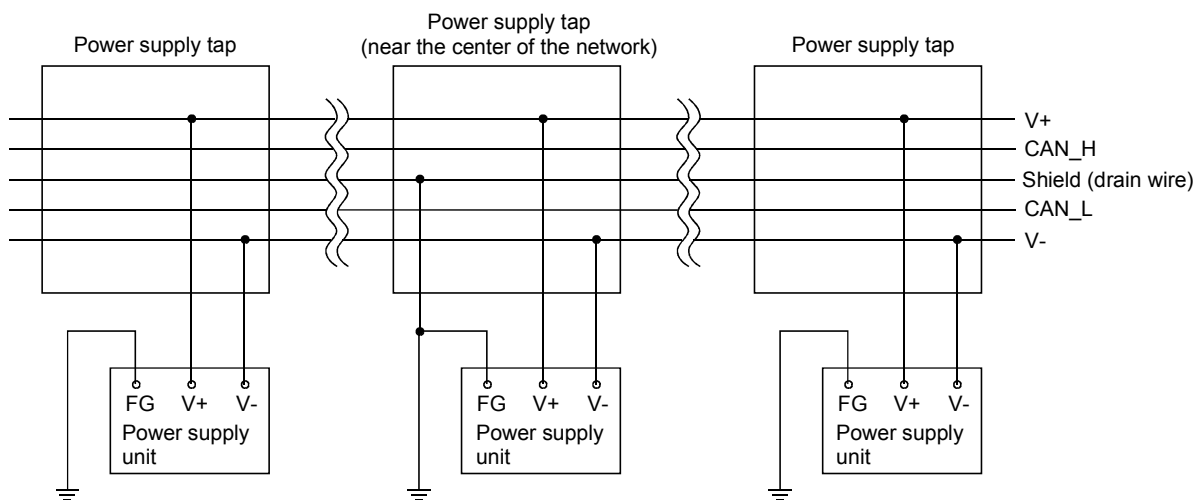 Power supply tap
Power supply tap
(near the center of the network)
Power supply tap
V+
CAN_H
Shield (drain wire)
CAN_L
V-
FG V+ V-
Power supply
unit
FG V+ V-
Power supply
unit
FG V+ V-
Power supply
unit